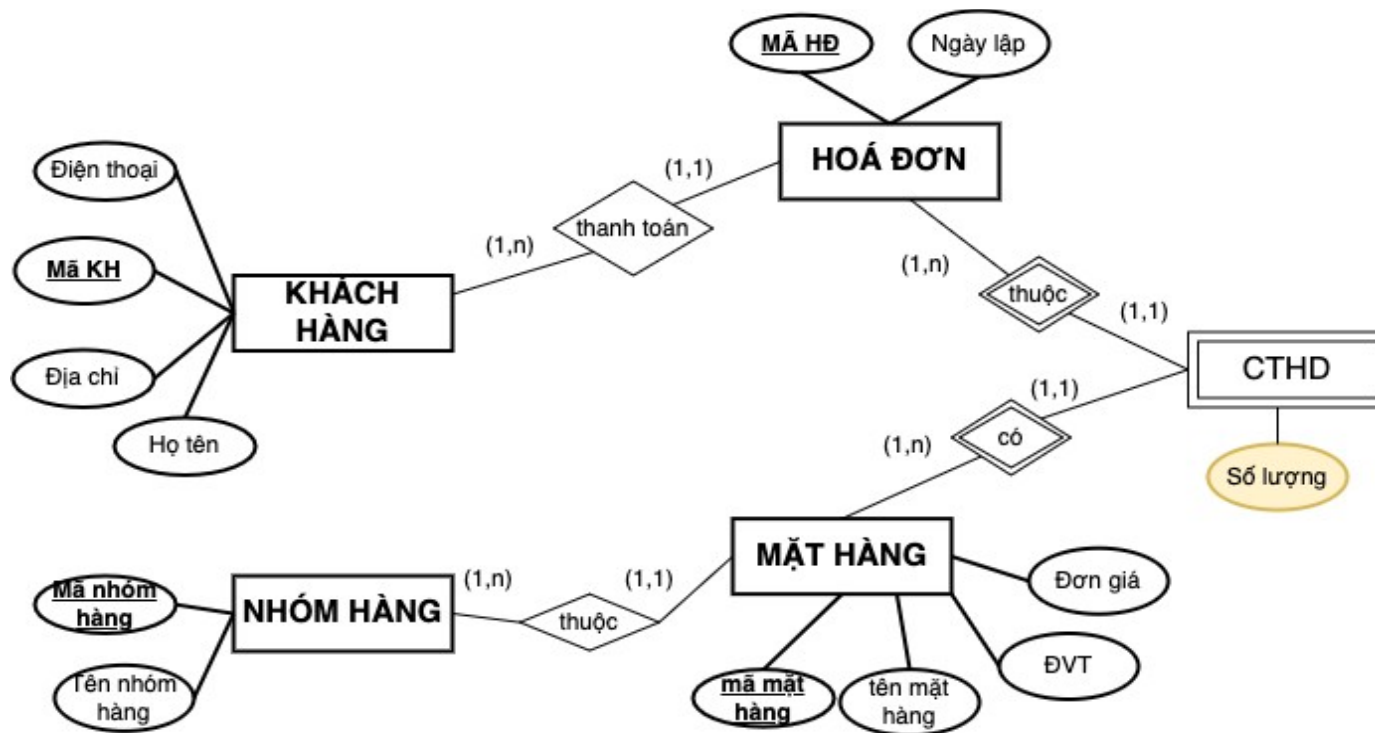 MÃ HĐ
Ngày lập
Điện thoại
(1,1)
HOÁ ĐƠN
thanh toán
(1,n)
Mã KH
(1,n)
thuộc
KHÁCH
HÀNG
(1,1)
CTHD
Địa chỉ
(1,1)
có
Họ tên
(1,n)
Số lượng
MẶT HÀNG
Mã nhóm
hàng
NHÓM HÀNG
(1,n)
(1,1)
Đơn giá
thuộc
Tên nhóm
hàng
mã mặt
hàng
tên mặt
hàng
ĐVT